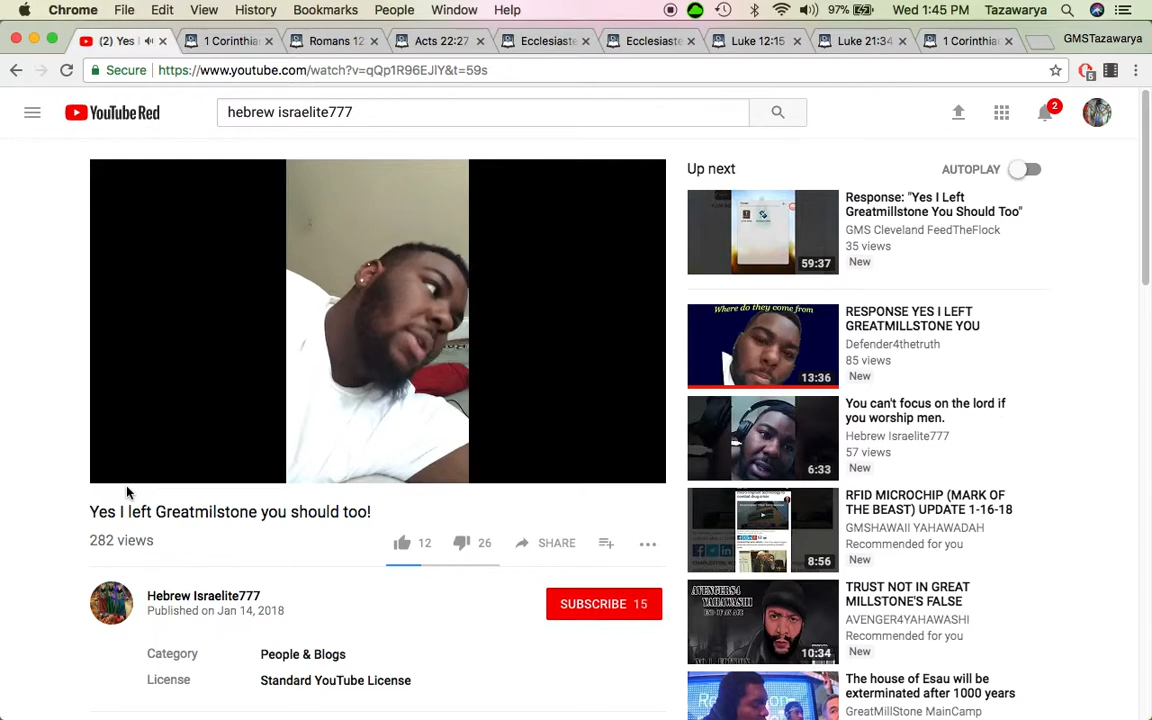 Chrome File Edit View History Bookmarks People Window Help 97% Wed 1:45 PM Tazawarya
(2) Yes I 1 Corinthia Romans 12 Acts 22:27 Ecclesiaste Ecclesiaste Luke 12:15 Luke 21:34 1 Corinthia GMSTazawarya
Secure https://www.youtube.com/watch?v=qQp1R96EJlY&t=59s 5
YouTube Red hebrew israelite777 2
Up next AUTOPLAY
Response: "Yes I Left
Greatmillstone You Should Too"
GMS Cleveland FeedTheFlock
35 views
New
59:37
Where do they come from
RESPONSE YES I LEFT
GREATMILLSTONE YOU
Defender4thetruth
85 views
New
13:36
You can't focus on the lord if
you worship men.
Hebrew Israelite777
57 views
New
6:33
RFID MICROCHIP (MARK OF
THE BEAST) UPDATE 1-16-18
GMSHAWAII YAHAWADAH
Recommended for you
New
8:56
AVENGER4
YAHAWASHI
TRUST NOT IN GREAT
MILLSTONE'S FALSE
AVENGER4YAHAWASHI
Recommended for you
New
10:34
The house of Esau will be
exterminated after 1000 years
GreatMillStone MainCamp
Yes I left Greatmilstone you should too!
282 views
12 26 SHARE
Hebrew Israelite777
Published on Jan 14, 2018
SUBSCRIBE 15
Category People & Blogs
License Standard YouTube License